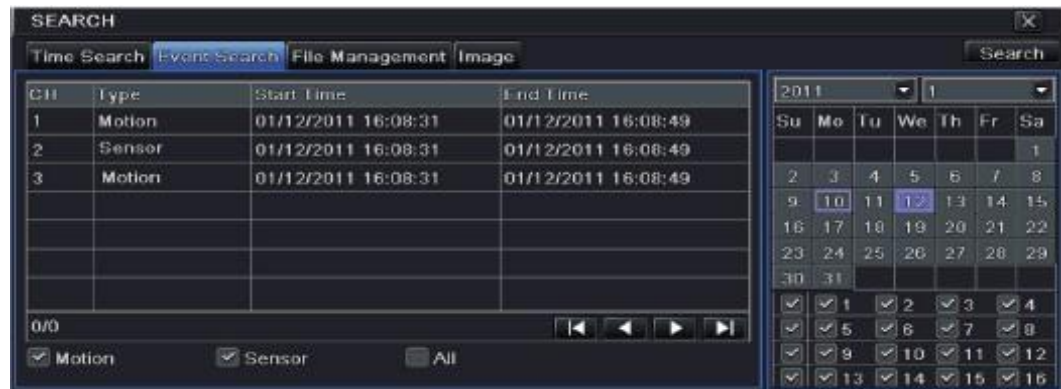 SEARCH
Time Search Event Search File Management Image Search
CH Type Start Time End Time
1 Motion 01/12/2011 16:08:31 01/12/2011 16:08:49
2 Sensor 01/12/2011 16:08:31 01/12/2011 16:08:49
3 Motion 01/12/2011 16:08:31 01/12/2011 16:08:49
0/0
Motion Sensor All
2011 1
Su Mo Tu We Th Fr Sa
1
2 3 4 5 6 7 8
9 10 11 12 13 14 15
16 17 18 19 20 21 22
23 24 25 26 27 28 29
30 31
1 2 3 4
5 6 7 8
9 10 11 12
13 14 15 16